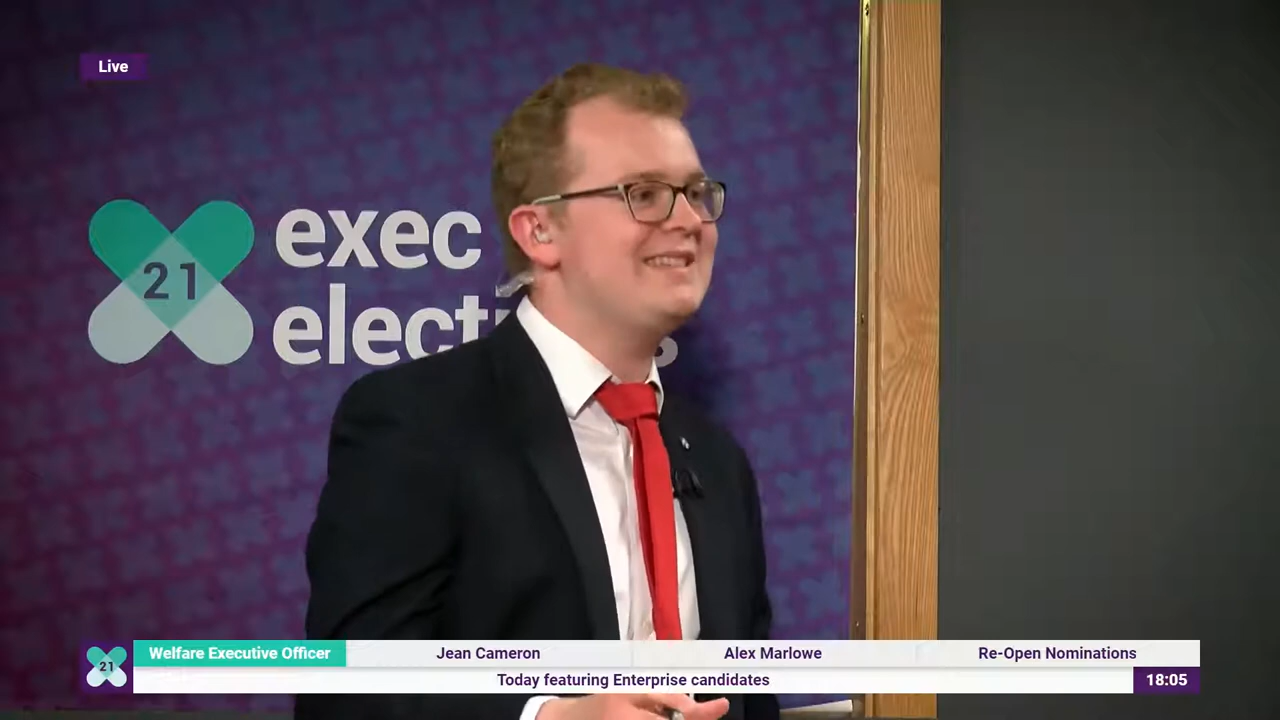 Live
exec
21
elect
Welfare Executive Officer
Jean Cameron
Alex Marlowe
Re-Open Nominations
21
Today featuring Enterprise candidates
18:05